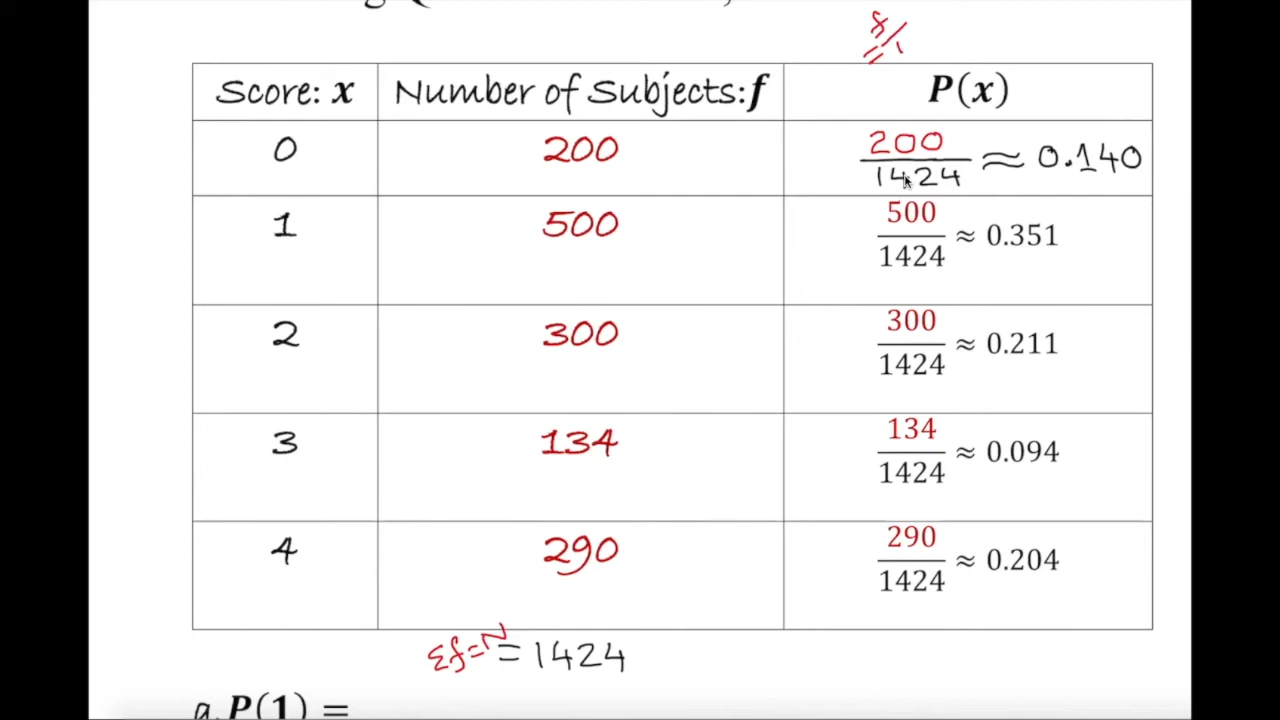 Score: x Number of Subjects: f P(x)
0 200 200/1424 ≈ 0.140
1 500 500/1424 ≈ 0.351
2 300 300/1424 ≈ 0.211
3 134 134/1424 ≈ 0.094
4 290 290/1424 ≈ 0.204
Σf=N = 1424
a. P(1) =